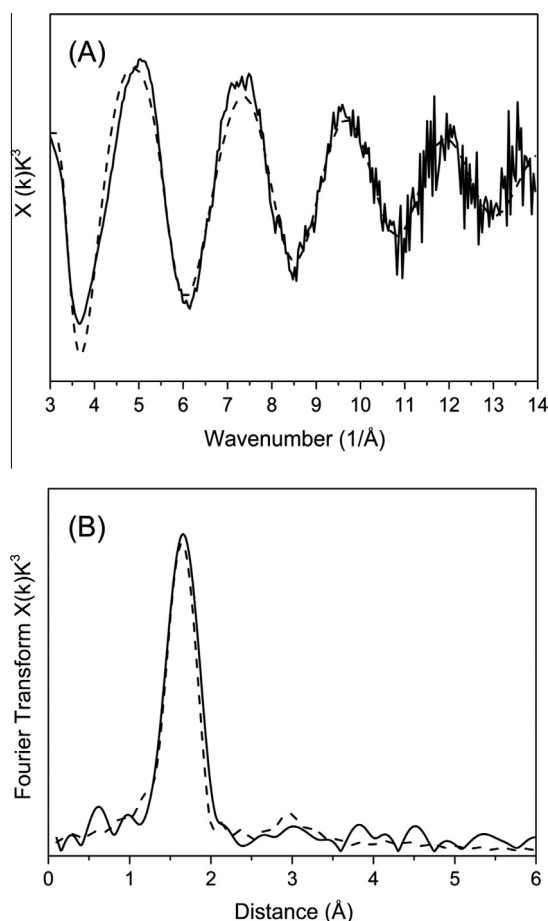 (A)
X (k)K³
3 4 5 6 7 8 9 10 11 12 13 14
Wavenumber (1/Å)
(B)
Fourier Transform X(k)K³
0 1 2 3 4 5 6
Distance (Å)